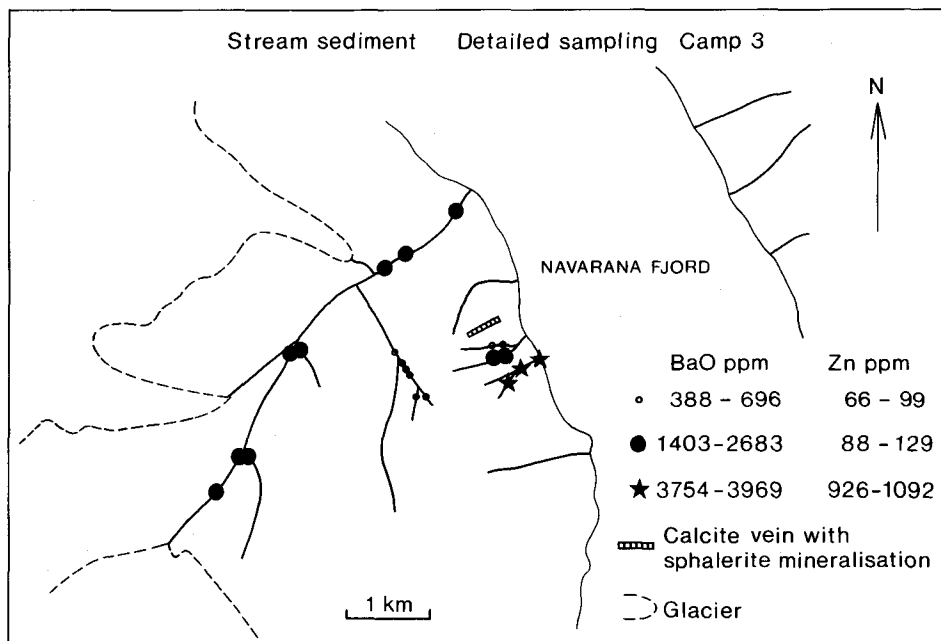 Stream sediment Detailed sampling Camp 3
N
NAVARANA FJORD
BaO ppm Zn ppm
388 – 696 66 – 99
1403–2683 88 – 129
3754–3969 926–1092
Calcite vein with
sphalerite mineralisation
1 km
Glacier